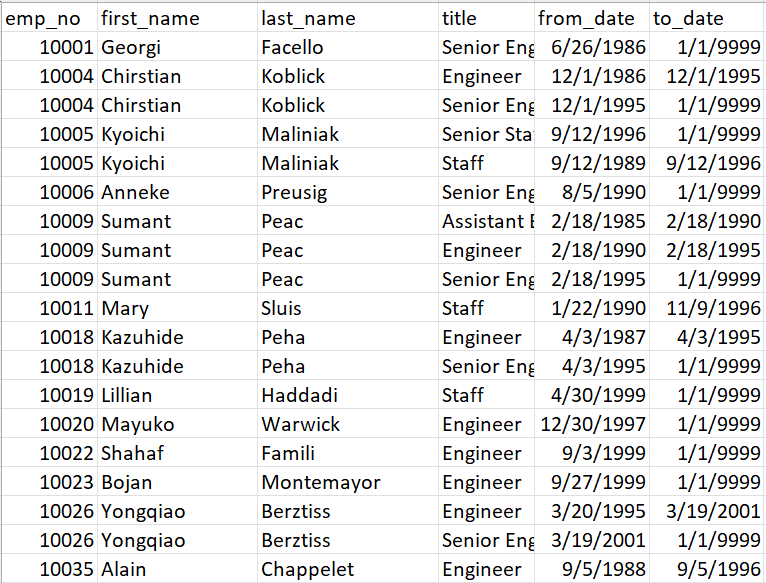 emp_no first_name last_name title from_date to_date
10001 Georgi Facello Senior Eng 6/26/1986 1/1/9999
10004 Chirstian Koblick Engineer 12/1/1986 12/1/1995
10004 Chirstian Koblick Senior Eng 12/1/1995 1/1/9999
10005 Kyoichi Maliniak Senior Sta 9/12/1996 1/1/9999
10005 Kyoichi Maliniak Staff 9/12/1989 9/12/1996
10006 Anneke Preusig Senior Eng 8/5/1990 1/1/9999
10009 Sumant Peac Assistant E 2/18/1985 2/18/1990
10009 Sumant Peac Engineer 2/18/1990 2/18/1995
10009 Sumant Peac Senior Eng 2/18/1995 1/1/9999
10011 Mary Sluis Staff 1/22/1990 11/9/1996
10018 Kazuhide Peha Engineer 4/3/1987 4/3/1995
10018 Kazuhide Peha Senior Eng 4/3/1995 1/1/9999
10019 Lillian Haddadi Staff 4/30/1999 1/1/9999
10020 Mayuko Warwick Engineer 12/30/1997 1/1/9999
10022 Shahaf Famili Engineer 9/3/1999 1/1/9999
10023 Bojan Montemayor Engineer 9/27/1999 1/1/9999
10026 Yongqiao Berztiss Engineer 3/20/1995 3/19/2001
10026 Yongqiao Berztiss Senior Eng 3/19/2001 1/1/9999
10035 Alain Chappelet Engineer 9/5/1988 9/5/1996